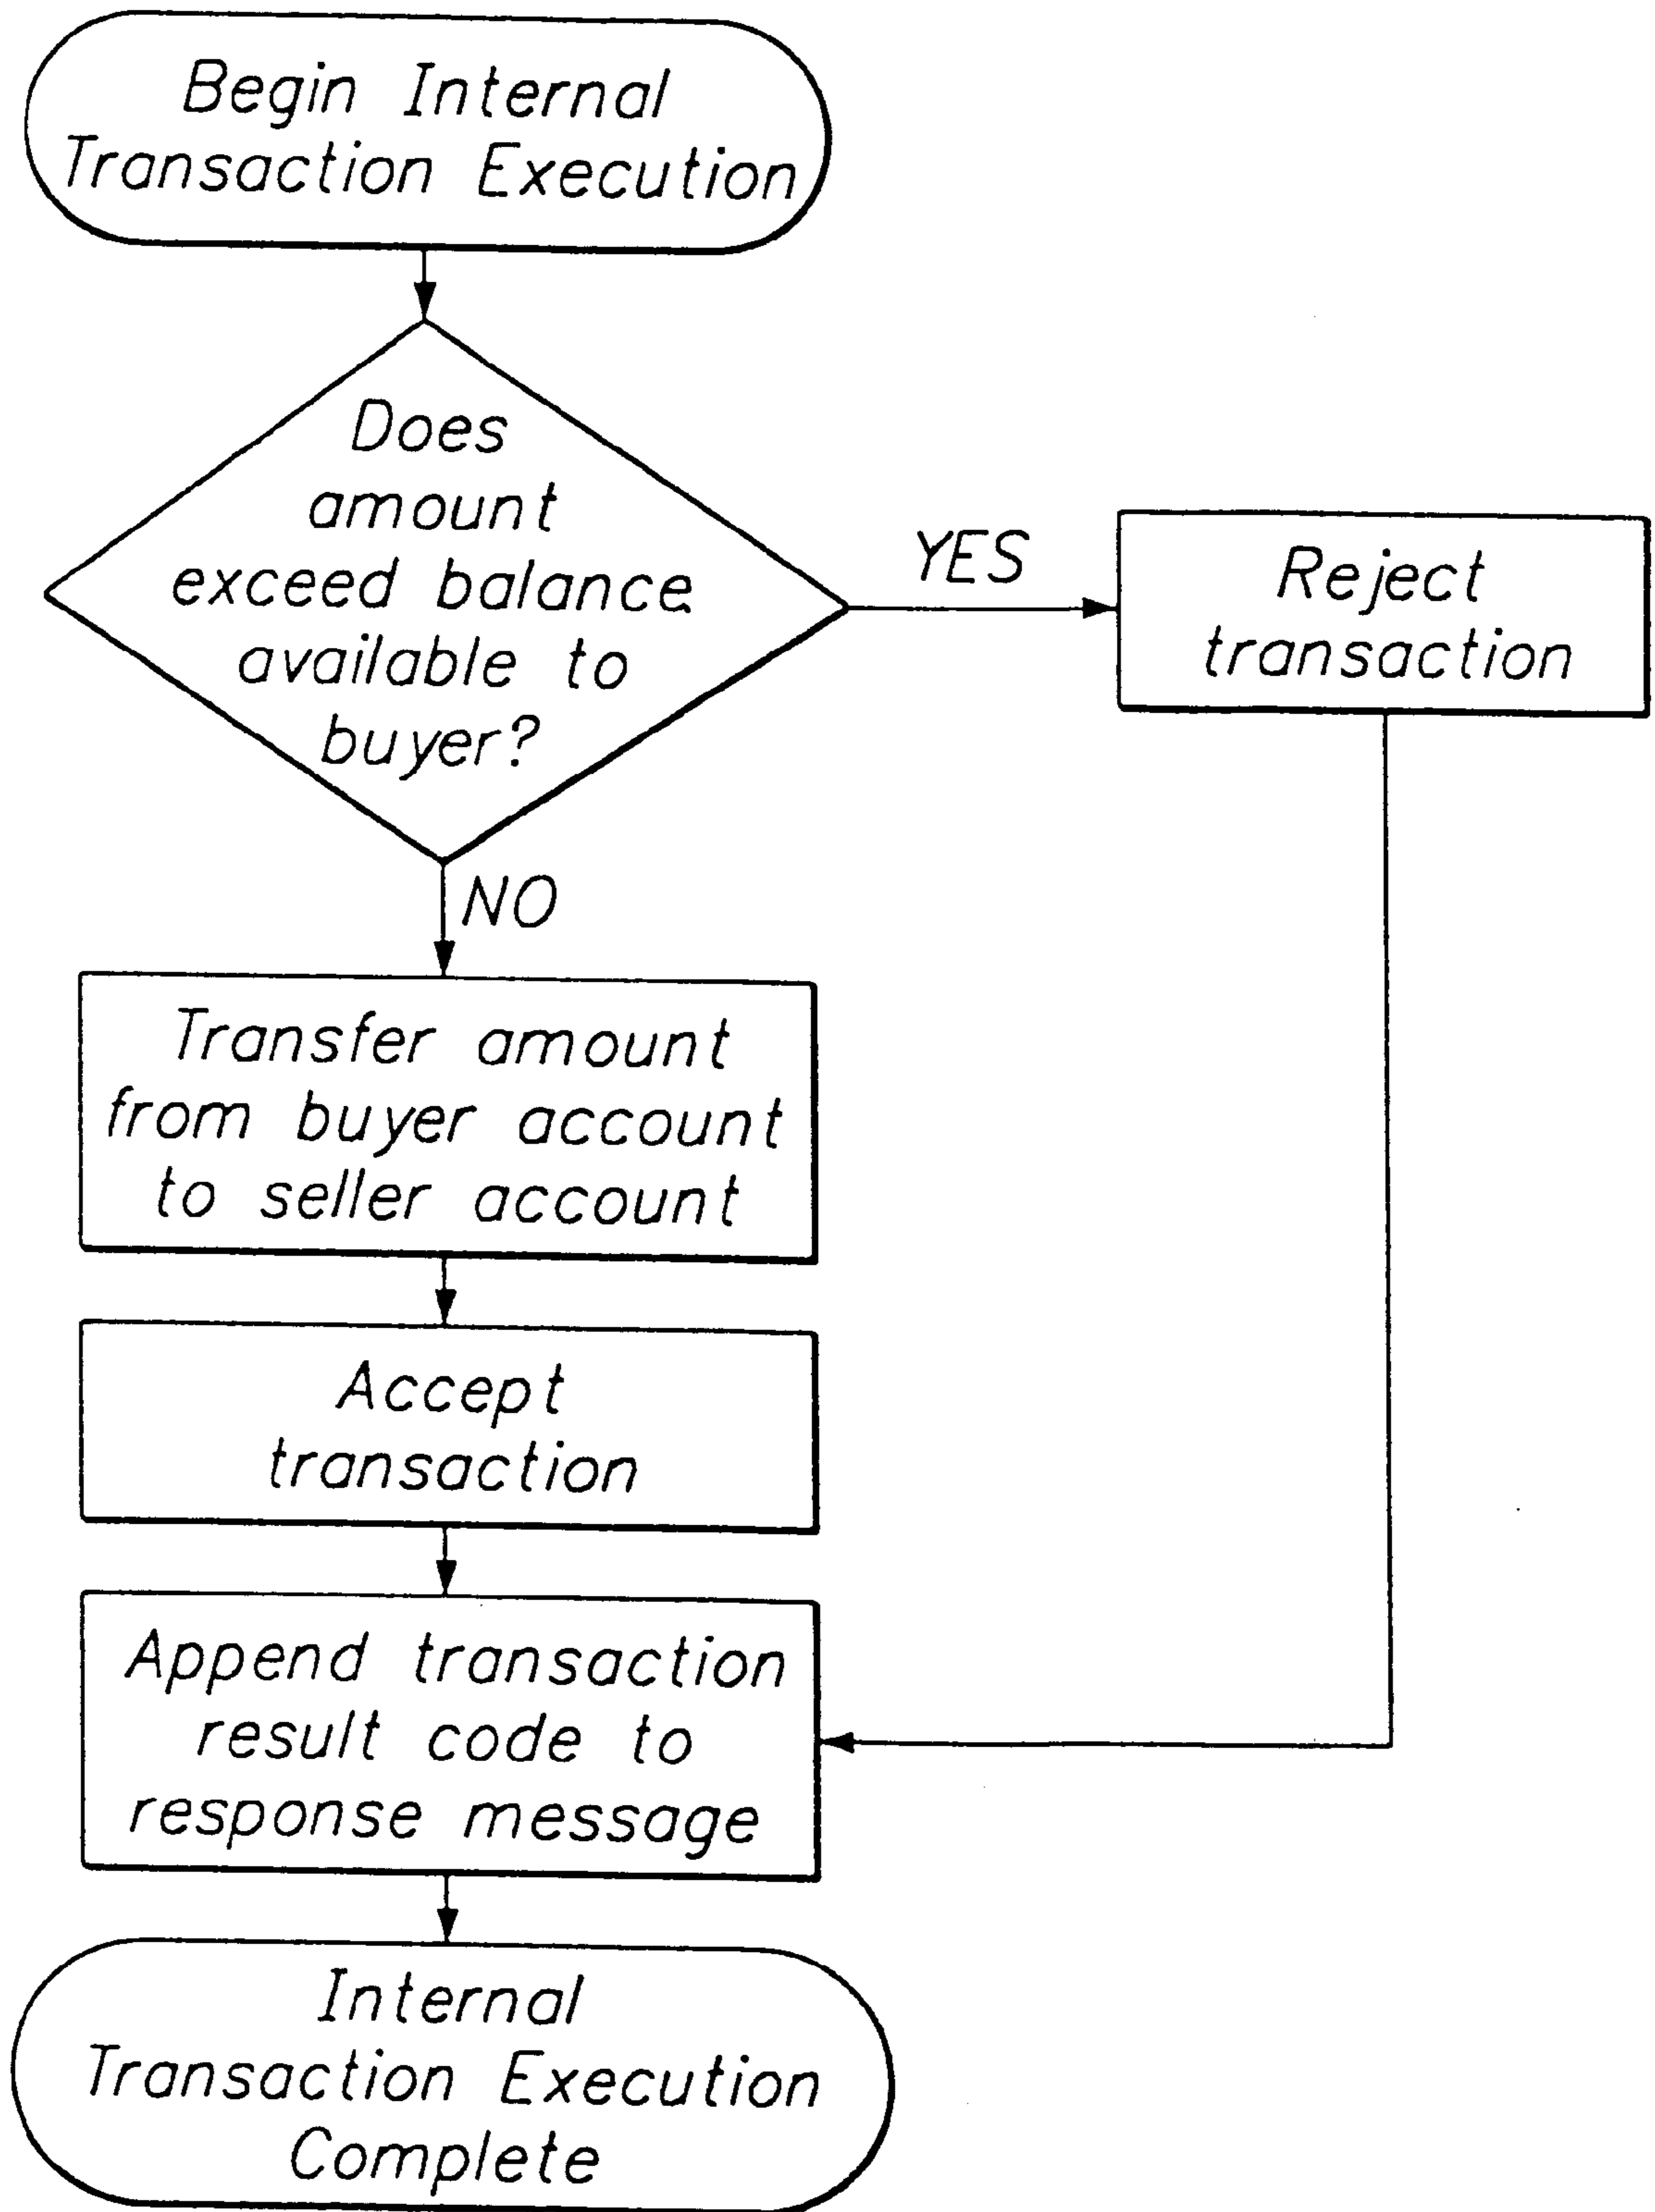 Begin Internal
Transaction Execution
Does
amount
exceed balance
available to
buyer?
YES
Reject
transaction
NO
Transfer amount
from buyer account
to seller account
Accept
transaction
Append transaction
result code to
response message
Internal
Transaction Execution
Complete